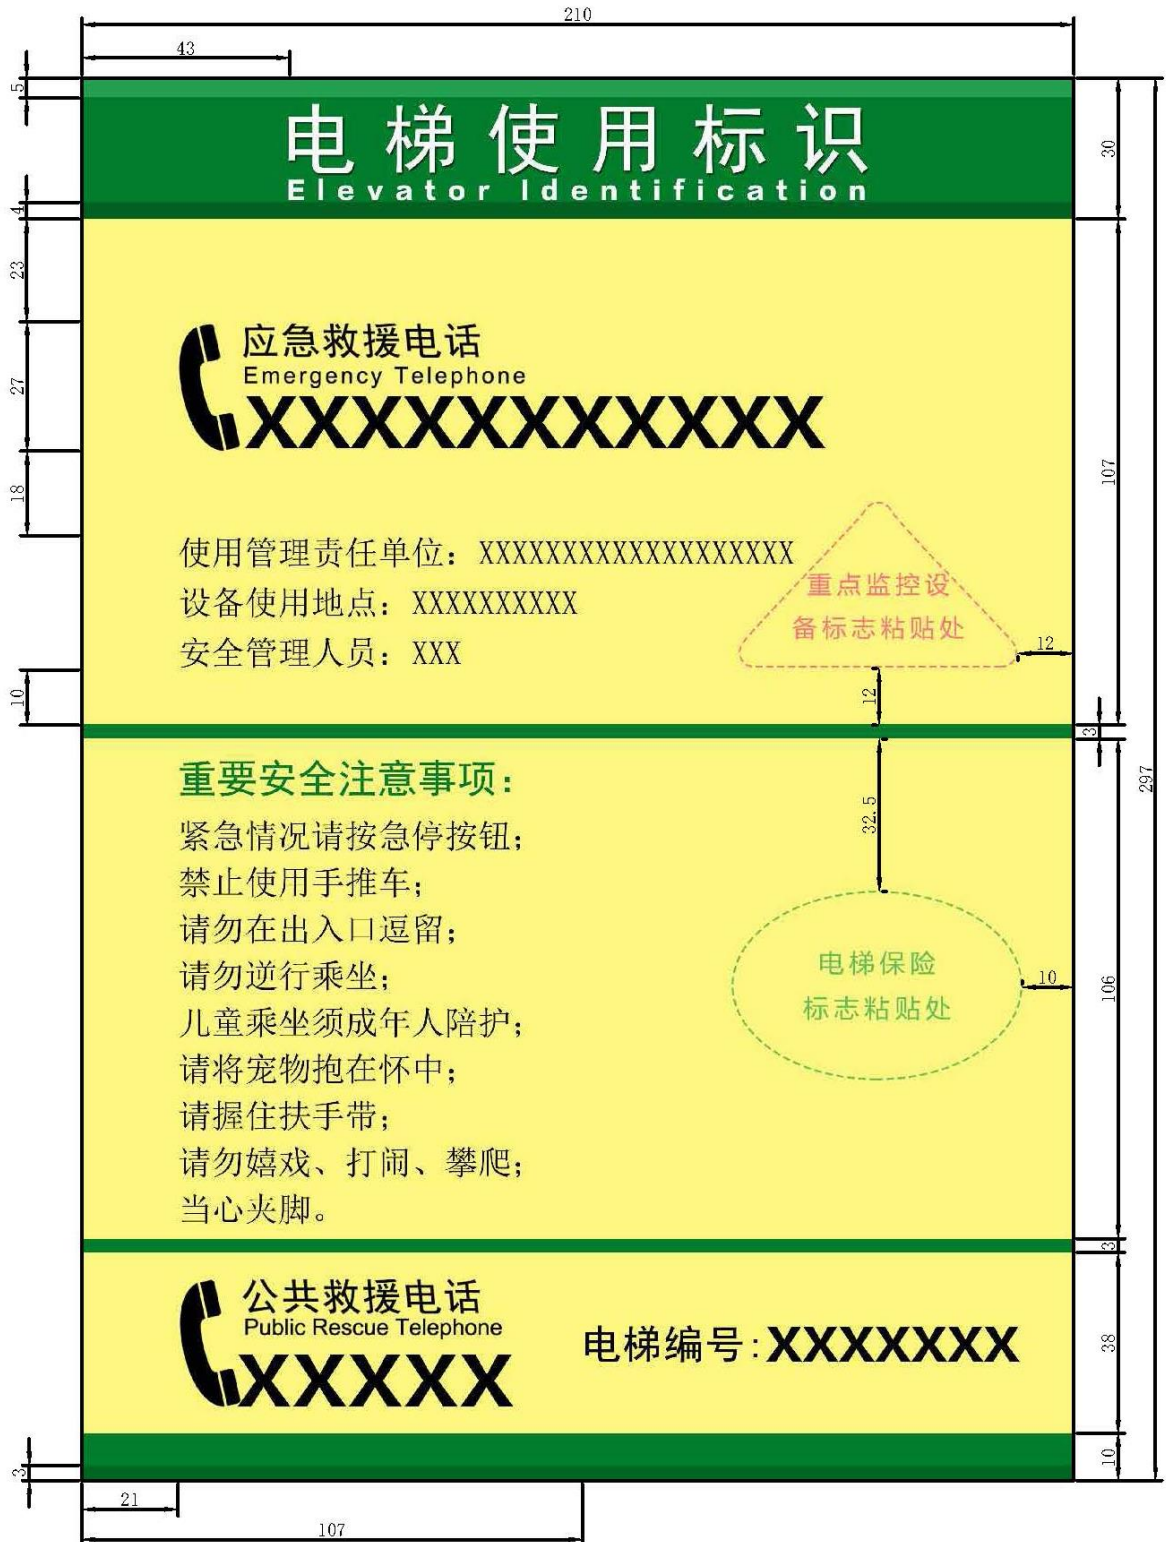 210
43
5
30
电梯使用标识
Elevator Identification
4
23
应急救援电话
Emergency Telephone
27
XXXXXXXXXXX
107
18
使用管理责任单位：XXXXXXXXXXXXXXXXXXX
重点监控设
设备使用地点：XXXXXXXXXX
备标志粘贴处
安全管理人员：XXX
12
10
12
3
297
重要安全注意事项：
紧急情况请按急停按钮；
32.5
禁止使用手推车；
请勿在出入口逗留；
电梯保险
请勿逆行乘坐；
10
106
标志粘贴处
儿童乘坐须成年人陪护；
请将宠物抱在怀中；
请握住扶手带；
请勿嬉戏、打闹、攀爬；
当心夹脚。
3
公共救援电话
Public Rescue Telephone
电梯编号:XXXXXXX
38
XXXXX
10
3
21
107